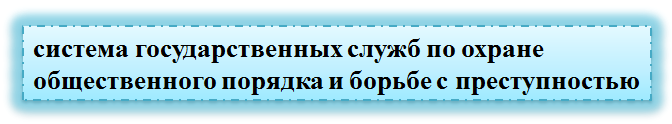 система государственных служб по охране
общественного порядка и борьбе с преступностью